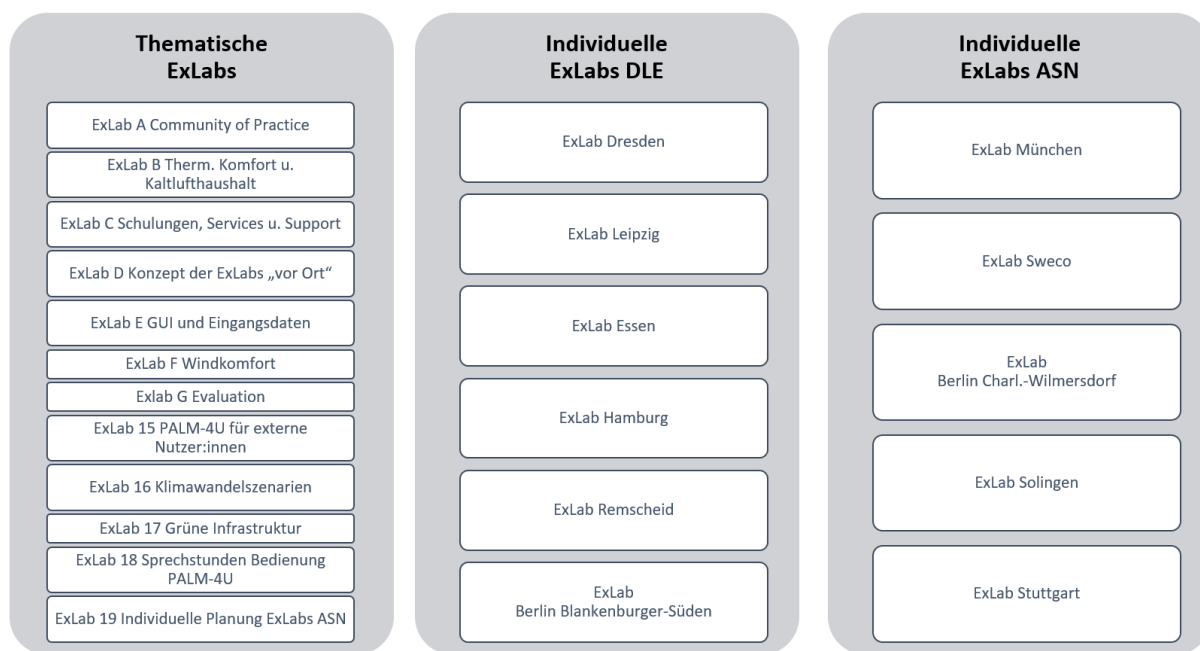 Thematische
ExLabs
ExLab A Community of Practice
ExLab B Therm. Komfort u.
Kaltlufthaushalt
ExLab C Schulungen, Services u. Support
ExLab D Konzept der ExLabs „vor Ort“
ExLab E GUI und Eingangsdaten
ExLab F Windkomfort
Exlab G Evaluation
ExLab 15 PALM-4U für externe
Nutzer:innen
ExLab 16 Klimawandelszenarien
ExLab 17 Grüne Infrastruktur
ExLab 18 Sprechstunden Bedienung
PALM-4U
ExLab 19 Individuelle Planung ExLabs ASN
Individuelle
ExLabs DLE
ExLab Dresden
ExLab Leipzig
ExLab Essen
ExLab Hamburg
ExLab Remscheid
ExLab
Berlin Blankenburger-Süden
Individuelle
ExLabs ASN
ExLab München
ExLab Sweco
ExLab
Berlin Charl.-Wilmersdorf
ExLab Solingen
ExLab Stuttgart